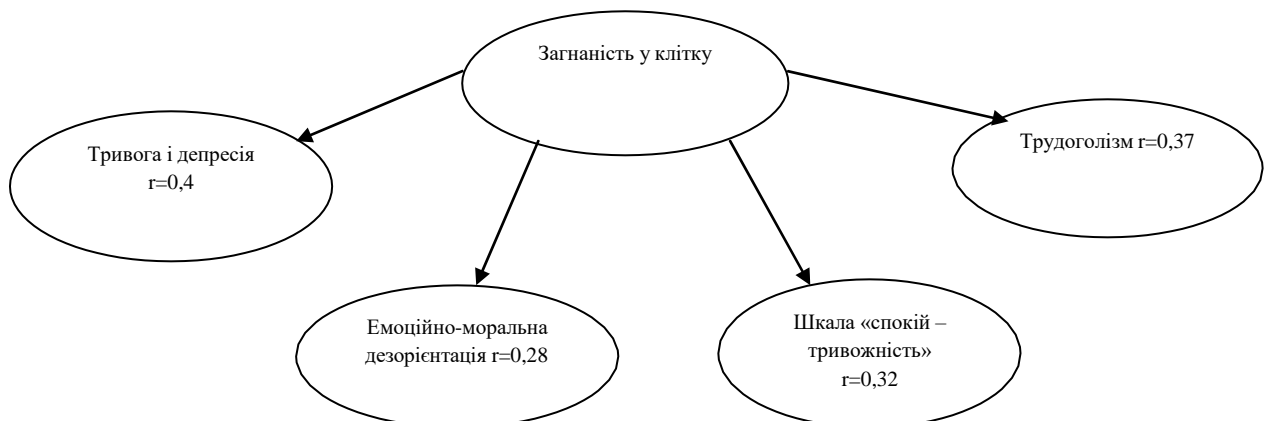 Загнаність у клітку
Тривога і депресія
r=0,4
Трудоголізм r=0,37
Емоційно-моральна
дезорієнтація r=0,28
Шкала «спокій –
тривожність»
r=0,32